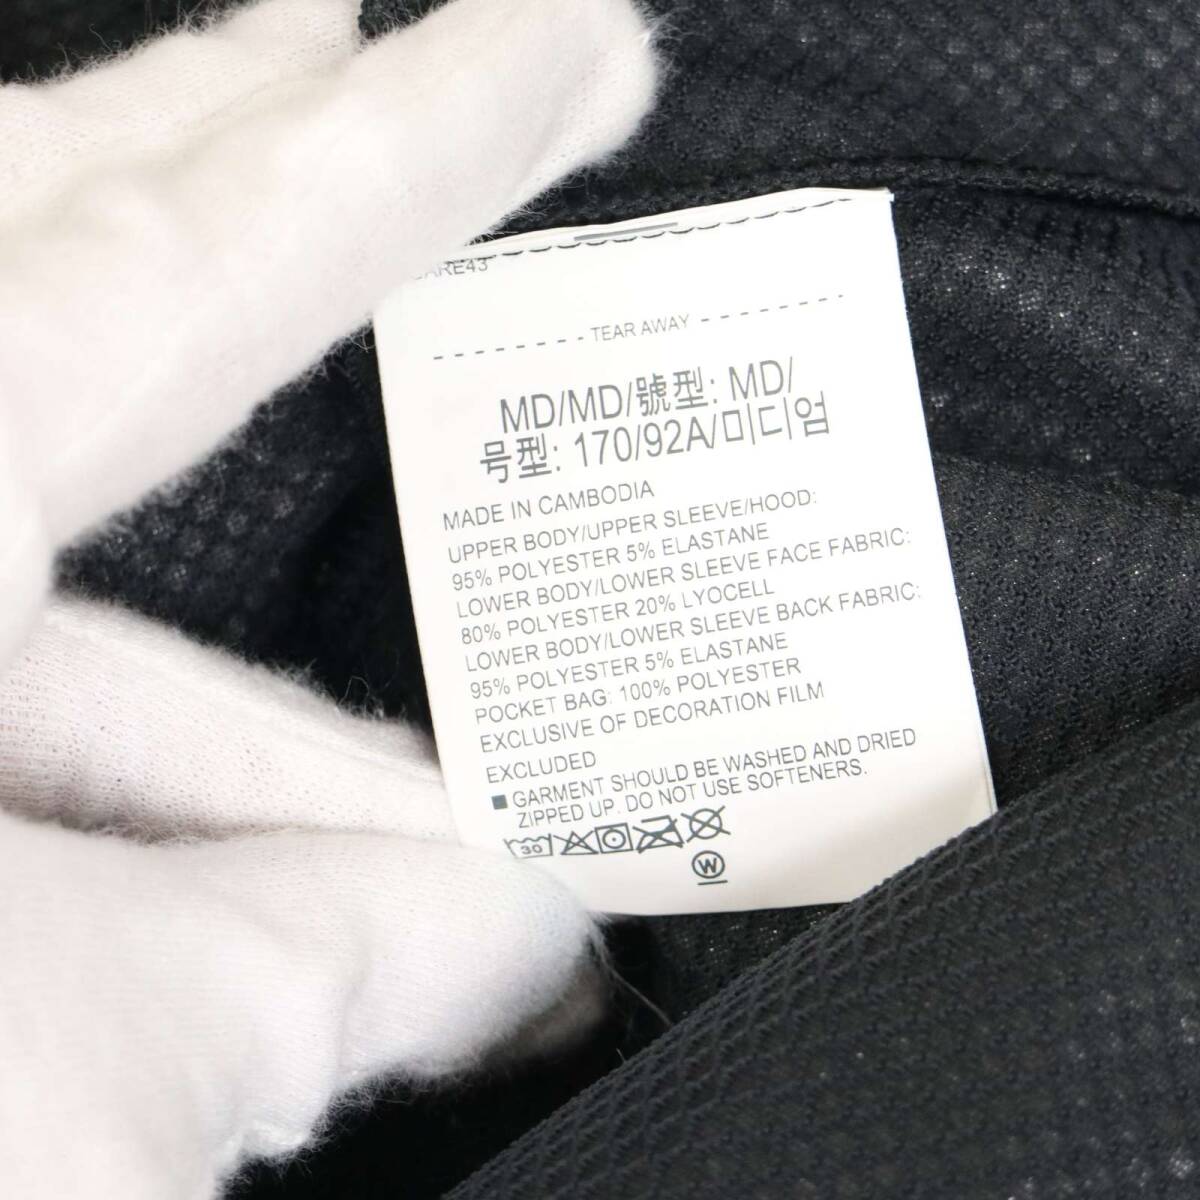 CARE43
TEAR AWAY
MD/MD/號型: MD/
号型: 170/92A/미디엄
MADE IN CAMBODIA
UPPER BODY/UPPER SLEEVE/HOOD:
95% POLYESTER 5% ELASTANE
LOWER BODY/LOWER SLEEVE FACE FABRIC:
80% POLYESTER 20% LYOCELL
LOWER BODY/LOWER SLEEVE BACK FABRIC:
95% POLYESTER 5% ELASTANE
POCKET BAG: 100% POLYESTER
EXCLUSIVE OF DECORATION FILM
EXCLUDED
■ GARMENT SHOULD BE WASHED AND DRIED
ZIPPED UP. DO NOT USE SOFTENERS.
30
W